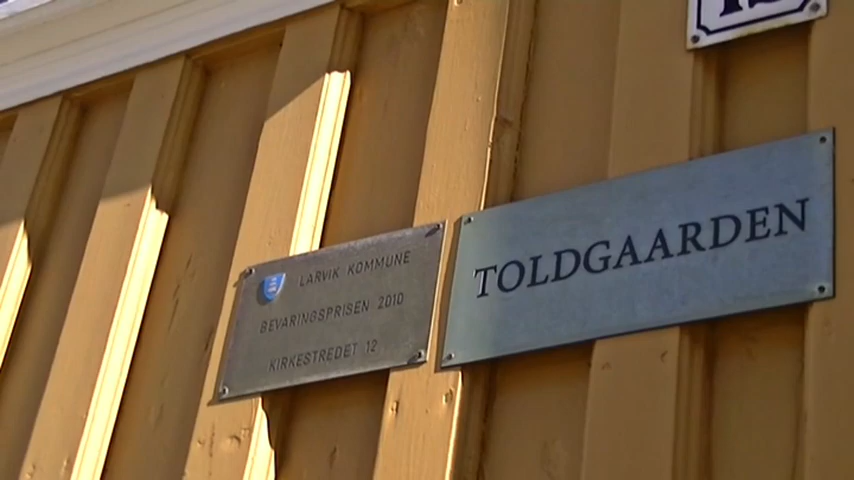 LARVIK KOMMUNE
BEVARINGSPRISEN 2010
KIRKESTREDET 12
TOLDGAARDEN